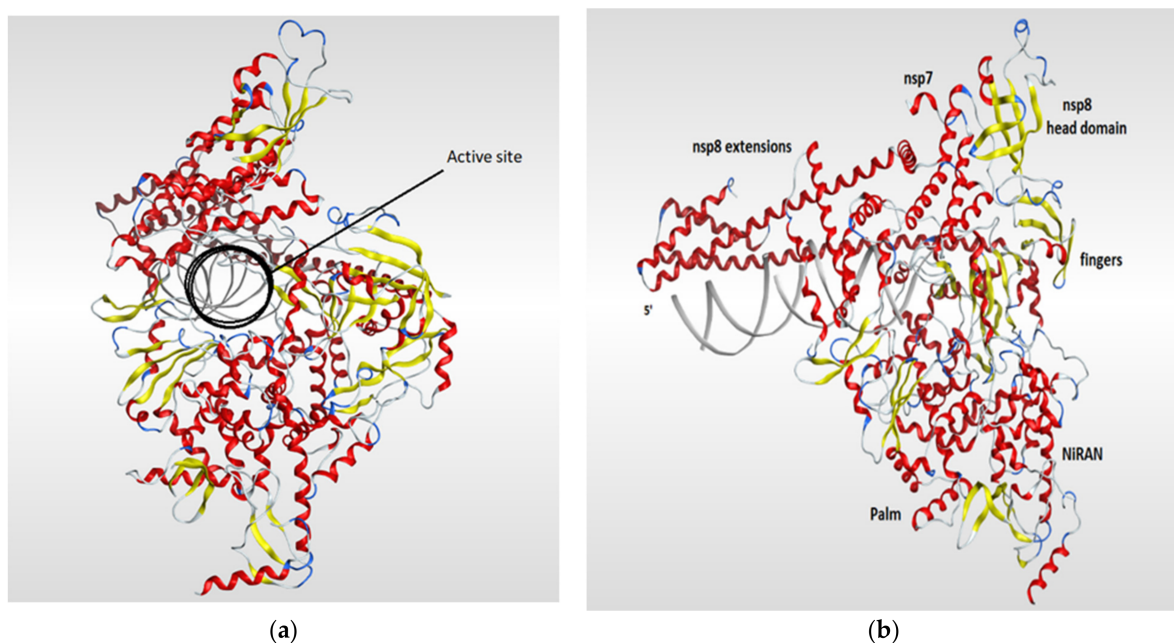 Active site
(a)
nsp7
nsp8
head domain
nsp8 extensions
fingers
5'
NiRAN
Palm
(b)